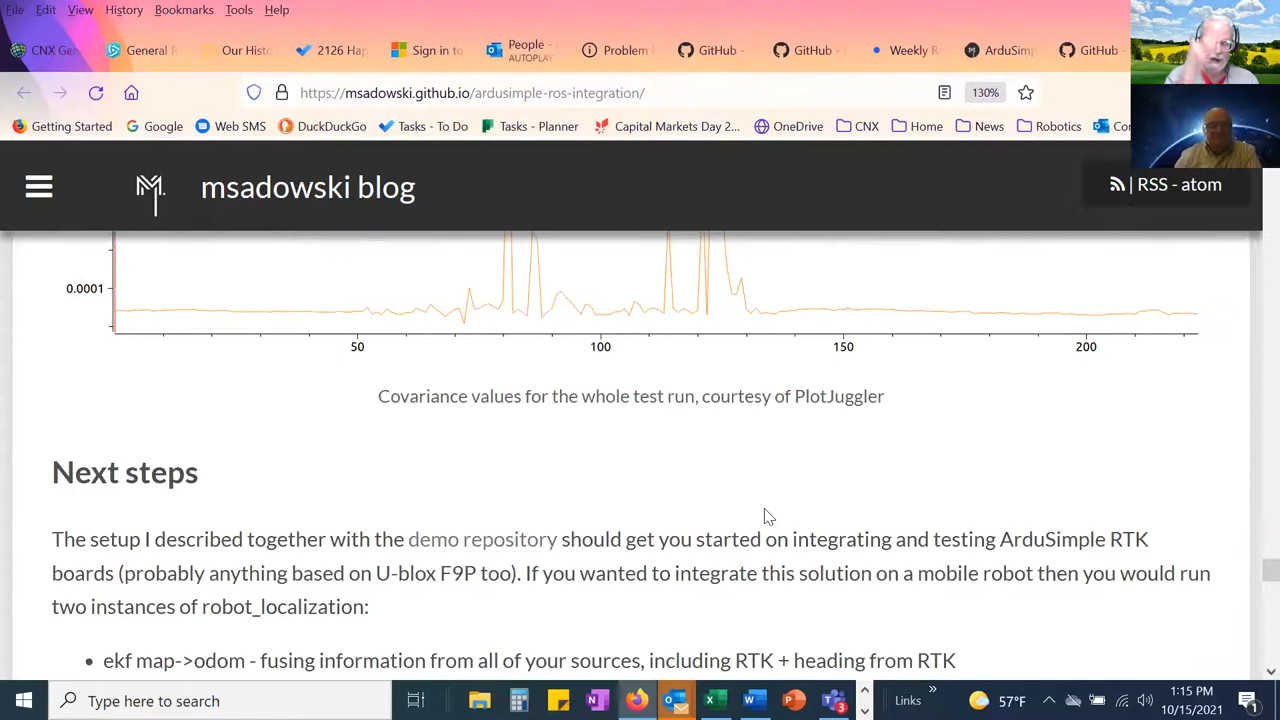 File Edit View History Bookmarks Tools Help
CNX Ge General Our Histo 2126 Hap Sign in to People - AUTOPLAY Problem GitHub - GitHub - Weekly R ArduSimp GitHub -
https://msadowski.github.io/ardusimple-ros-integration/ 130%
Getting Started Google Web SMS DuckDuckGo Tasks - To Do Tasks - Planner Capital Markets Day 2... OneDrive CNX Home News Robotics Co
msadowski blog | RSS - atom
0.0001
50 100 150 200
Covariance values for the whole test run, courtesy of PlotJuggler
Next steps
The setup I described together with the demo repository should get you started on integrating and testing ArduSimple RTK
boards (probably anything based on U-blox F9P too). If you wanted to integrate this solution on a mobile robot then you would run
two instances of robot_localization:
• ekf map->odom - fusing information from all of your sources, including RTK + heading from RTK
Type here to search Links » 57°F 1:15 PM
10/15/2021